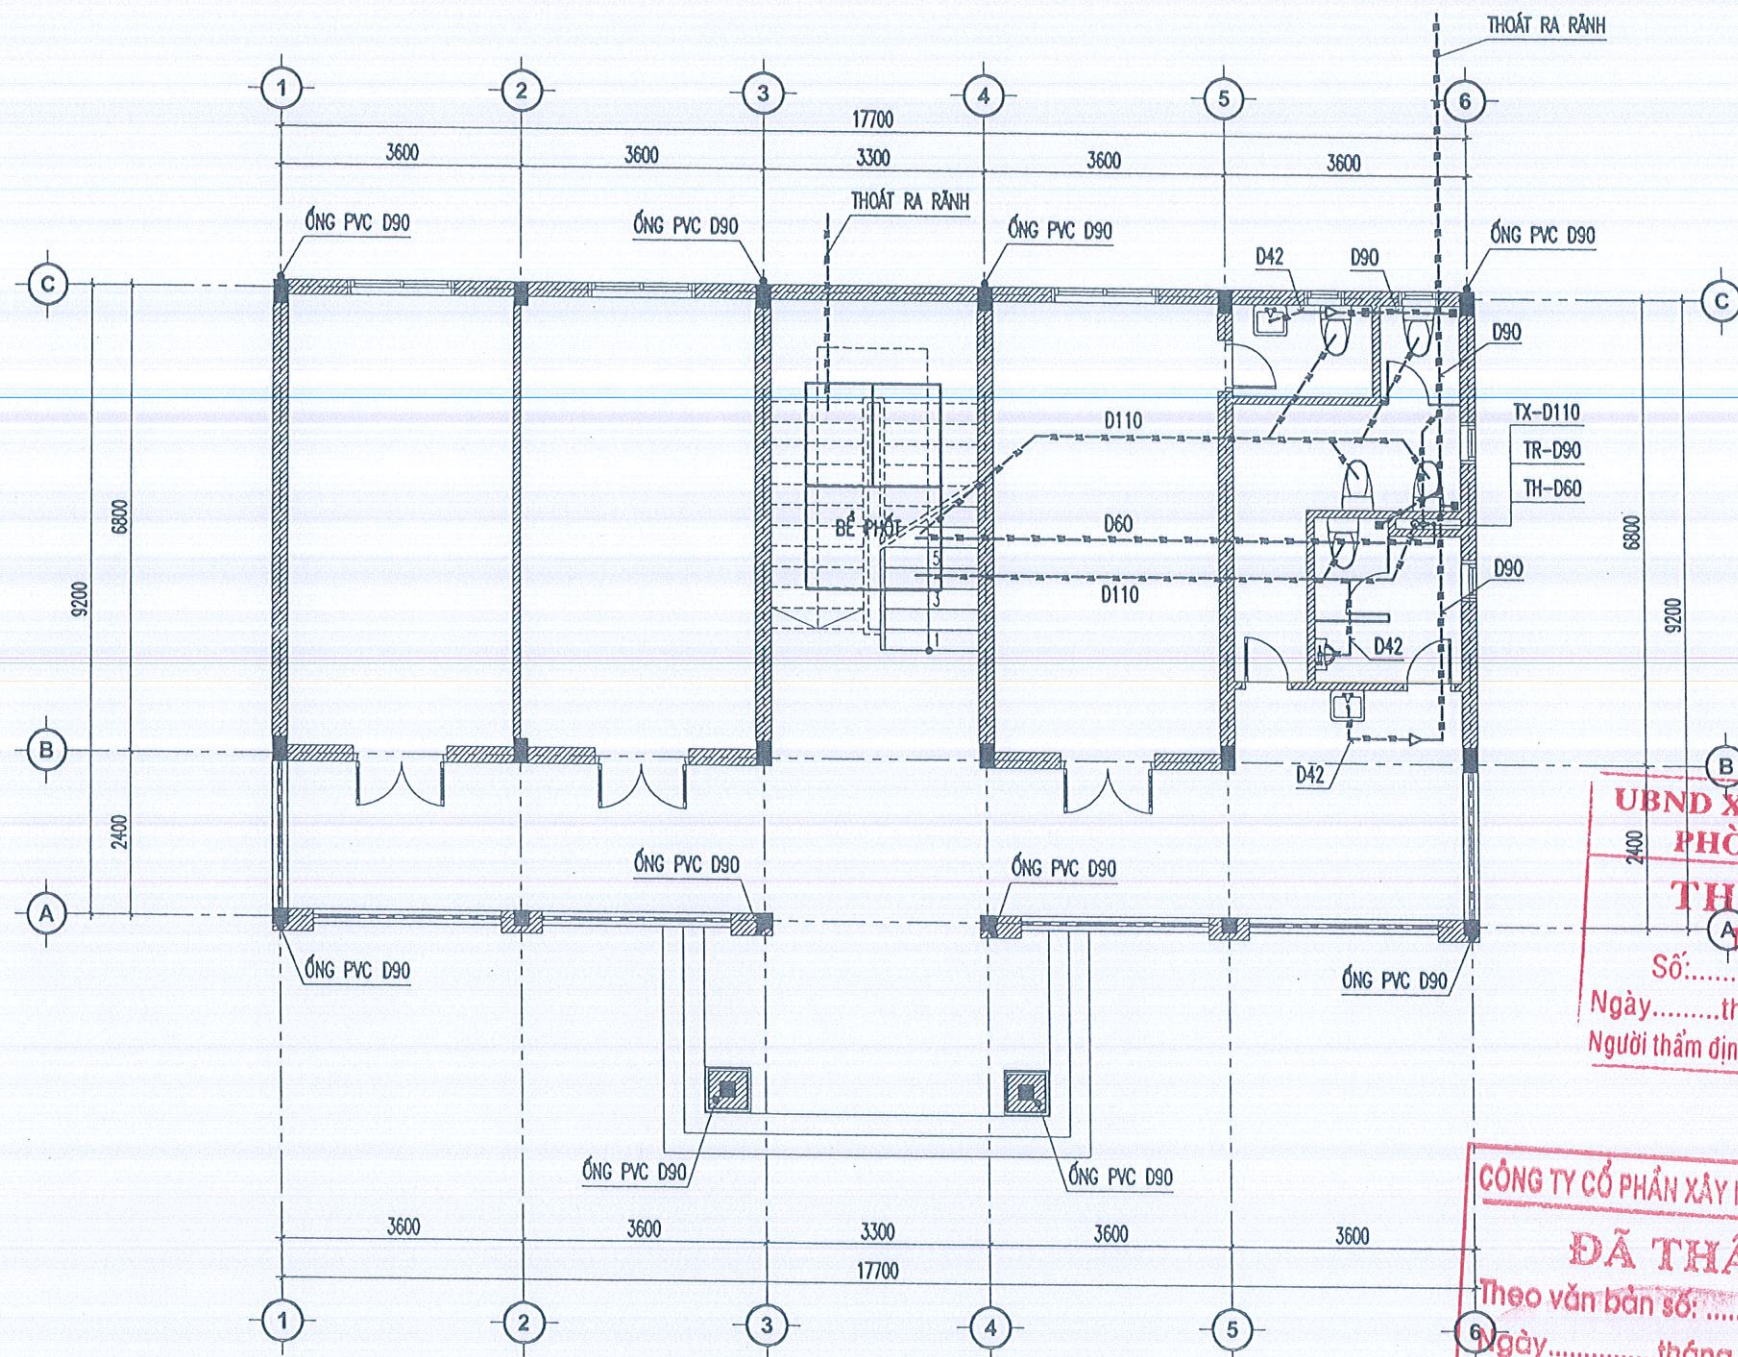 THOÁT RA RÃNH
1 2 3 4 5 6
17700
3600 3600 3300 3600 3600
THOÁT RA RÃNH
ỐNG PVC D90
ỐNG PVC D90
ỐNG PVC D90
ỐNG PVC D90
D42
D90
C
C
D90
D110
TX-D110
TR-D90
TH-D60
BỂ PHỐT
D60
5
3
1
D110
D90
D42
6800
9200
6800
9200
B
B
D42
UBND X
PHÒ
2400
2400
TH
ỐNG PVC D90
ỐNG PVC D90
A
A
Số:.......
ỐNG PVC D90
ỐNG PVC D90
Ngày.........th
Người thẩm địn
ỐNG PVC D90
ỐNG PVC D90
CÔNG TY CỔ PHẦN XÂY
ĐÃ THẨ
3600 3600 3300 3600 3600
17700
Theo văn bản số: .....
1 2 3 4 5 6
Ngày.............. tháng